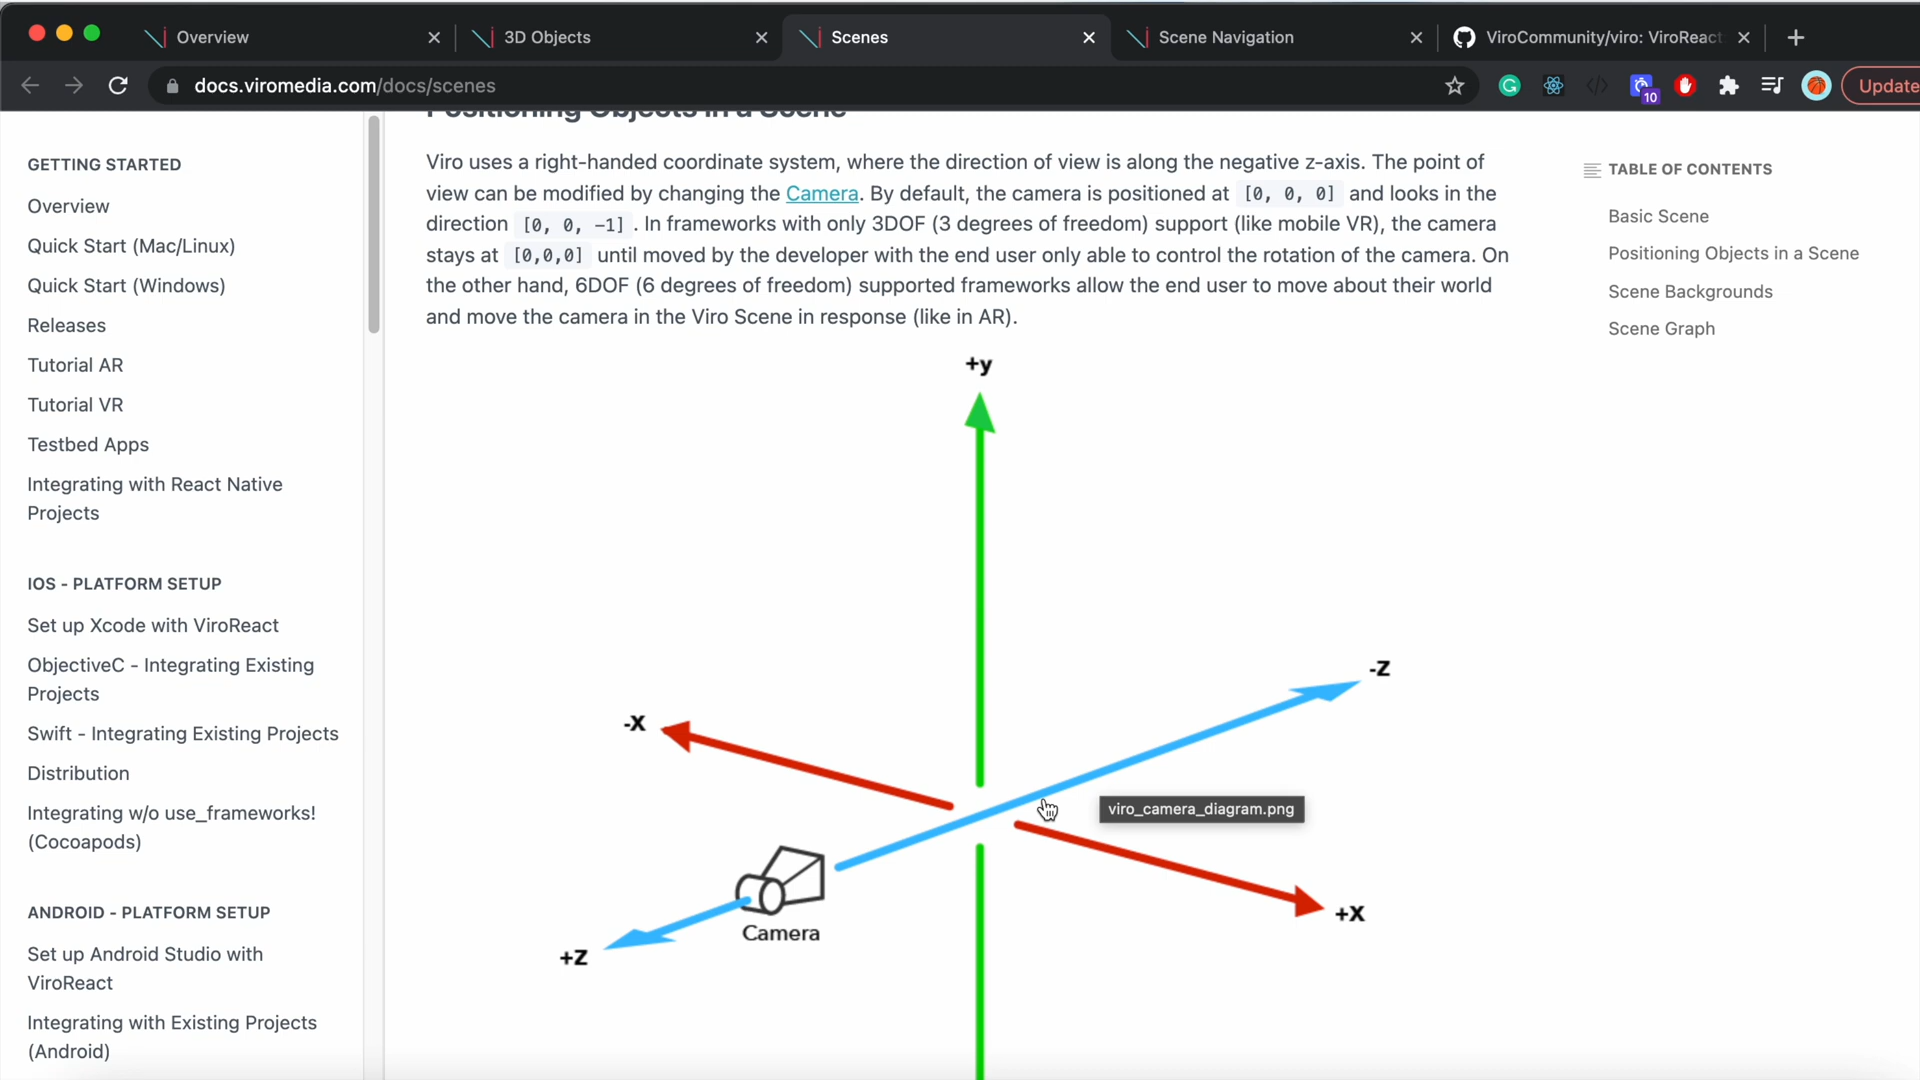 Overview
3D Objects
Scenes
Scene Navigation
ViroCommunity/viro: ViroReact
docs.viromedia.com/docs/scenes
10
Update
GETTING STARTED
Overview
Quick Start (Mac/Linux)
Quick Start (Windows)
Releases
Tutorial AR
Tutorial VR
Testbed Apps
Integrating with React Native
Projects
IOS - PLATFORM SETUP
Set up Xcode with ViroReact
ObjectiveC - Integrating Existing
Projects
Swift - Integrating Existing Projects
Distribution
Integrating w/o use_frameworks!
(Cocoapods)
ANDROID - PLATFORM SETUP
Set up Android Studio with
ViroReact
Integrating with Existing Projects
(Android)
Positioning Objects in a Scene
Viro uses a right-handed coordinate system, where the direction of view is along the negative z-axis. The point of
view can be modified by changing the Camera. By default, the camera is positioned at [0, 0, 0] and looks in the
direction [0, 0, -1]. In frameworks with only 3DOF (3 degrees of freedom) support (like mobile VR), the camera
stays at [0,0,0] until moved by the developer with the end user only able to control the rotation of the camera. On
the other hand, 6DOF (6 degrees of freedom) supported frameworks allow the end user to move about their world
and move the camera in the Viro Scene in response (like in AR).
+y
-Z
-X
viro_camera_diagram.png
+X
Camera
+Z
TABLE OF CONTENTS
Basic Scene
Positioning Objects in a Scene
Scene Backgrounds
Scene Graph